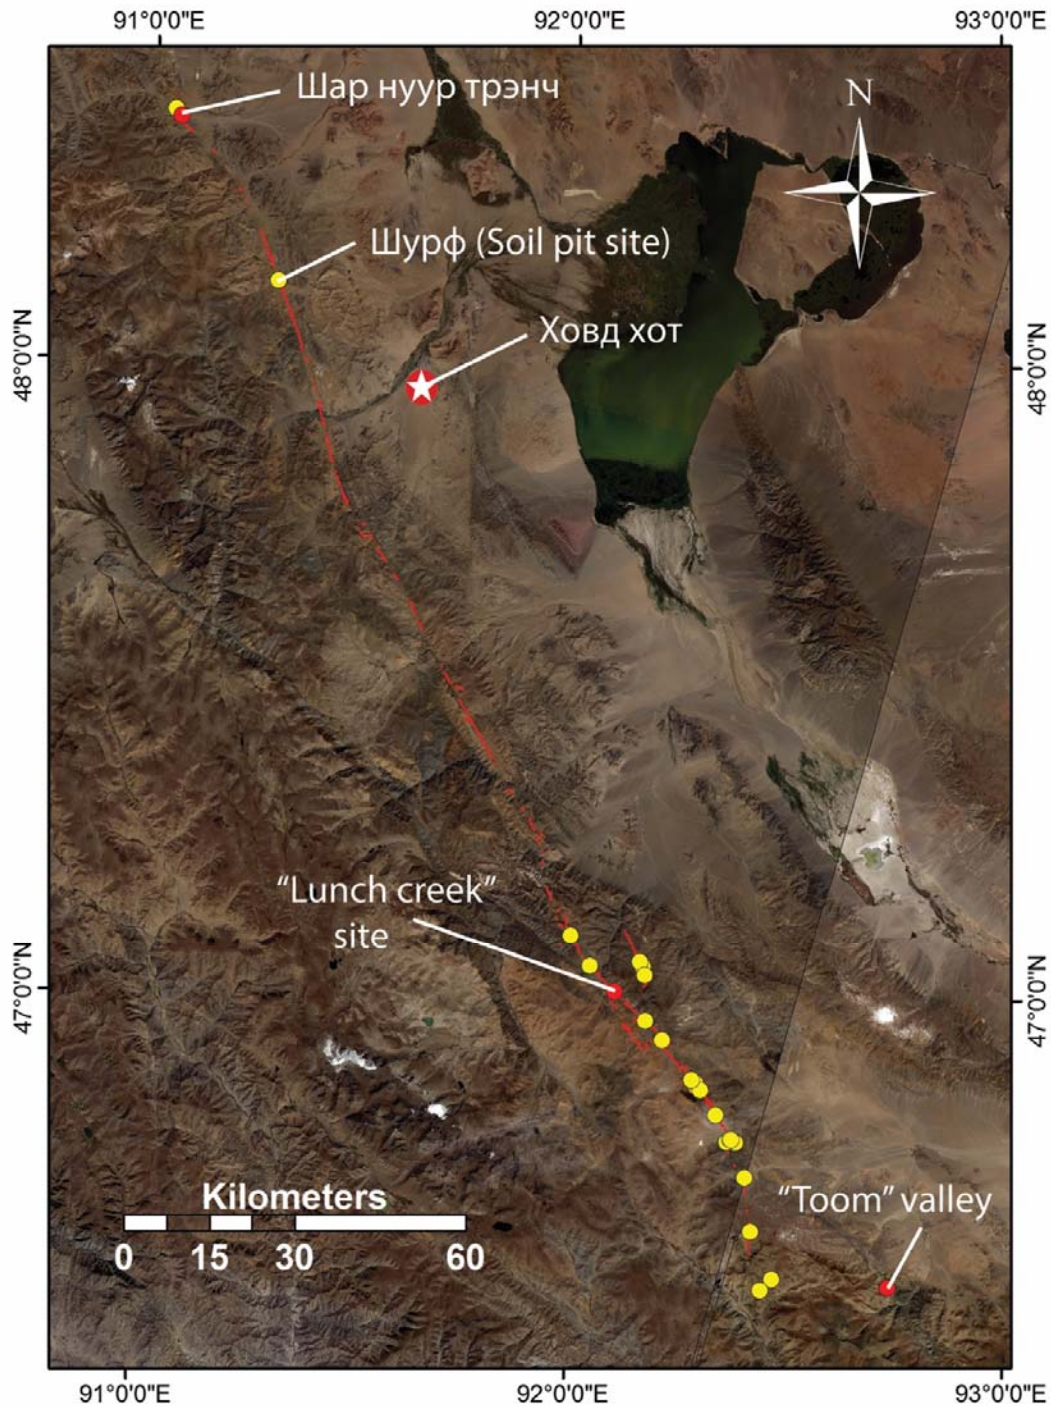 91°0'0"E
92°0'0"E
93°0'0"E
Шар нуур трэнч
N
Шурф (Soil pit site)
Ховд хот
48°0'0"N
48°0'0"N
“Lunch creek”
site
47°0'0"N
47°0'0"N
Kilometers
0 15 30 60
“Toom” valley
91°0'0"E
92°0'0"E
93°0'0"E